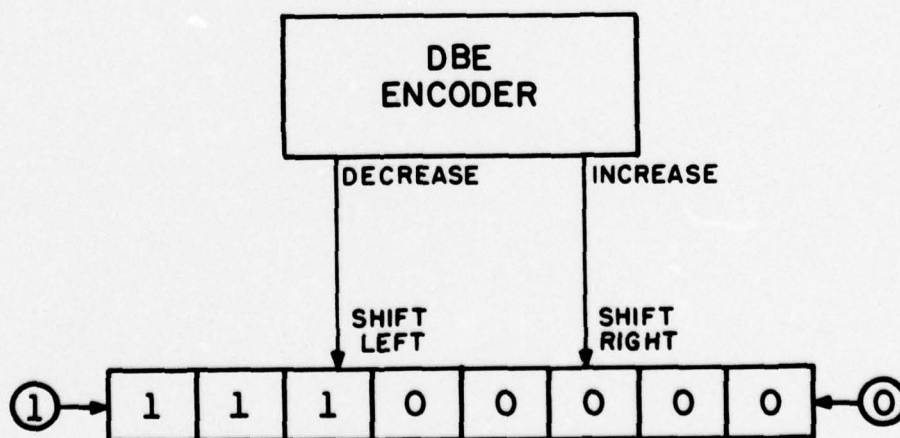 DBE
ENCODER
DECREASE INCREASE
SHIFT
LEFT
SHIFT
RIGHT
1 1 1 1 0 0 0 0 0 0